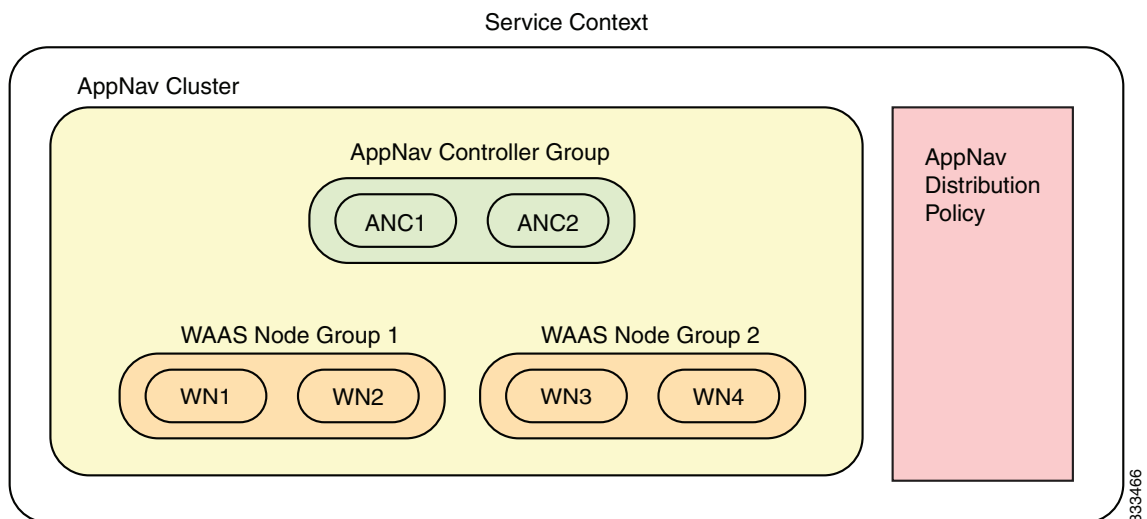 Service Context
AppNav Cluster
AppNav Controller Group
ANC1
ANC2
AppNav
Distribution
Policy
WAAS Node Group 1
WAAS Node Group 2
WN1
WN2
WN3
WN4
333466